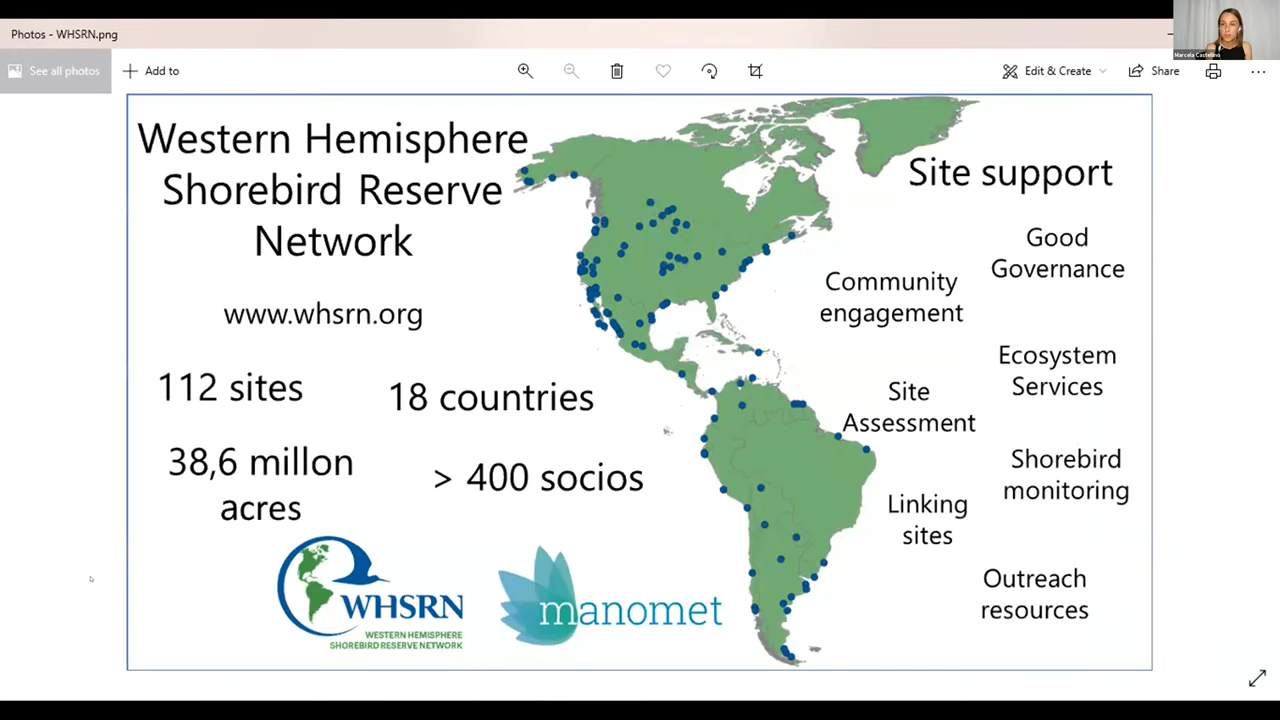 Photos - WHSRN.png
Marcela Castellino
See all photos
Add to
Edit & Create
Share
Western Hemisphere
Shorebird Reserve
Network
www.whsrn.org
112 sites
18 countries
38,6 millon
acres
> 400 socios
WHSRN
WESTERN HEMISPHERE
SHOREBIRD RESERVE NETWORK
manomet
Site support
Good
Governance
Community
engagement
Ecosystem
Services
Site
Assessment
Shorebird
monitoring
Linking
sites
Outreach
resources